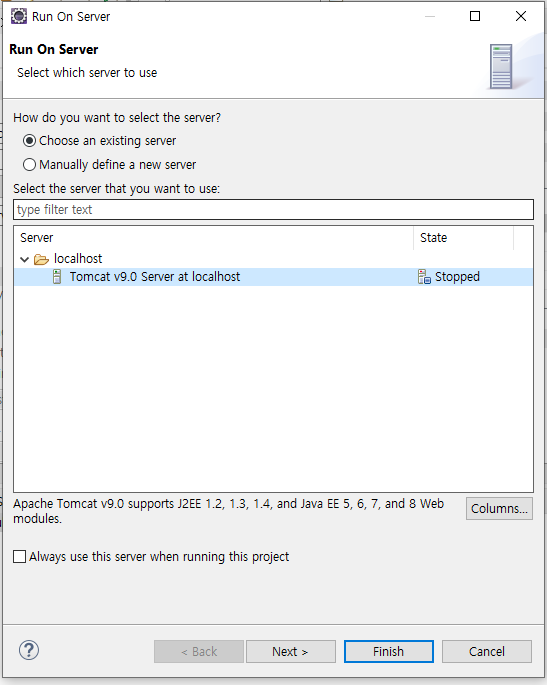 Run On Server
Run On Server
Select which server to use
How do you want to select the server?
Choose an existing server
Manually define a new server
Select the server that you want to use:
type filter text
Server State
localhost
Tomcat v9.0 Server at localhost Stopped
Apache Tomcat v9.0 supports J2EE 1.2, 1.3, 1.4, and Java EE 5, 6, 7, and 8 Web
modules.
Columns...
Always use this server when running this project
? < Back Next > Finish Cancel